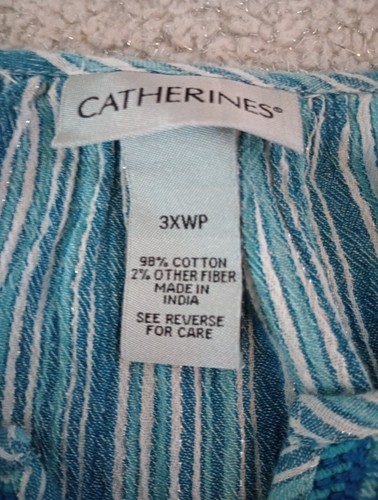 CATHERINES®
3XWP
98% COTTON
2% OTHER FIBER
MADE IN
INDIA
SEE REVERSE
FOR CARE